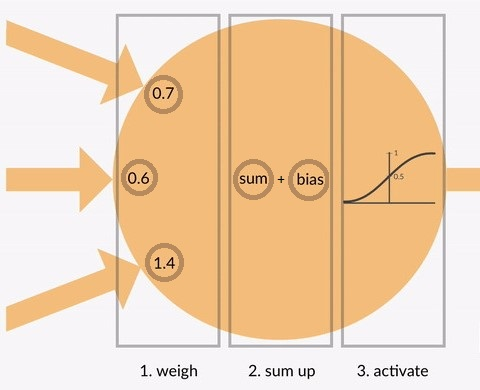 0.7
0.6
1.4
sum + bias
1
0.5
1. weigh
2. sum up
3. activate